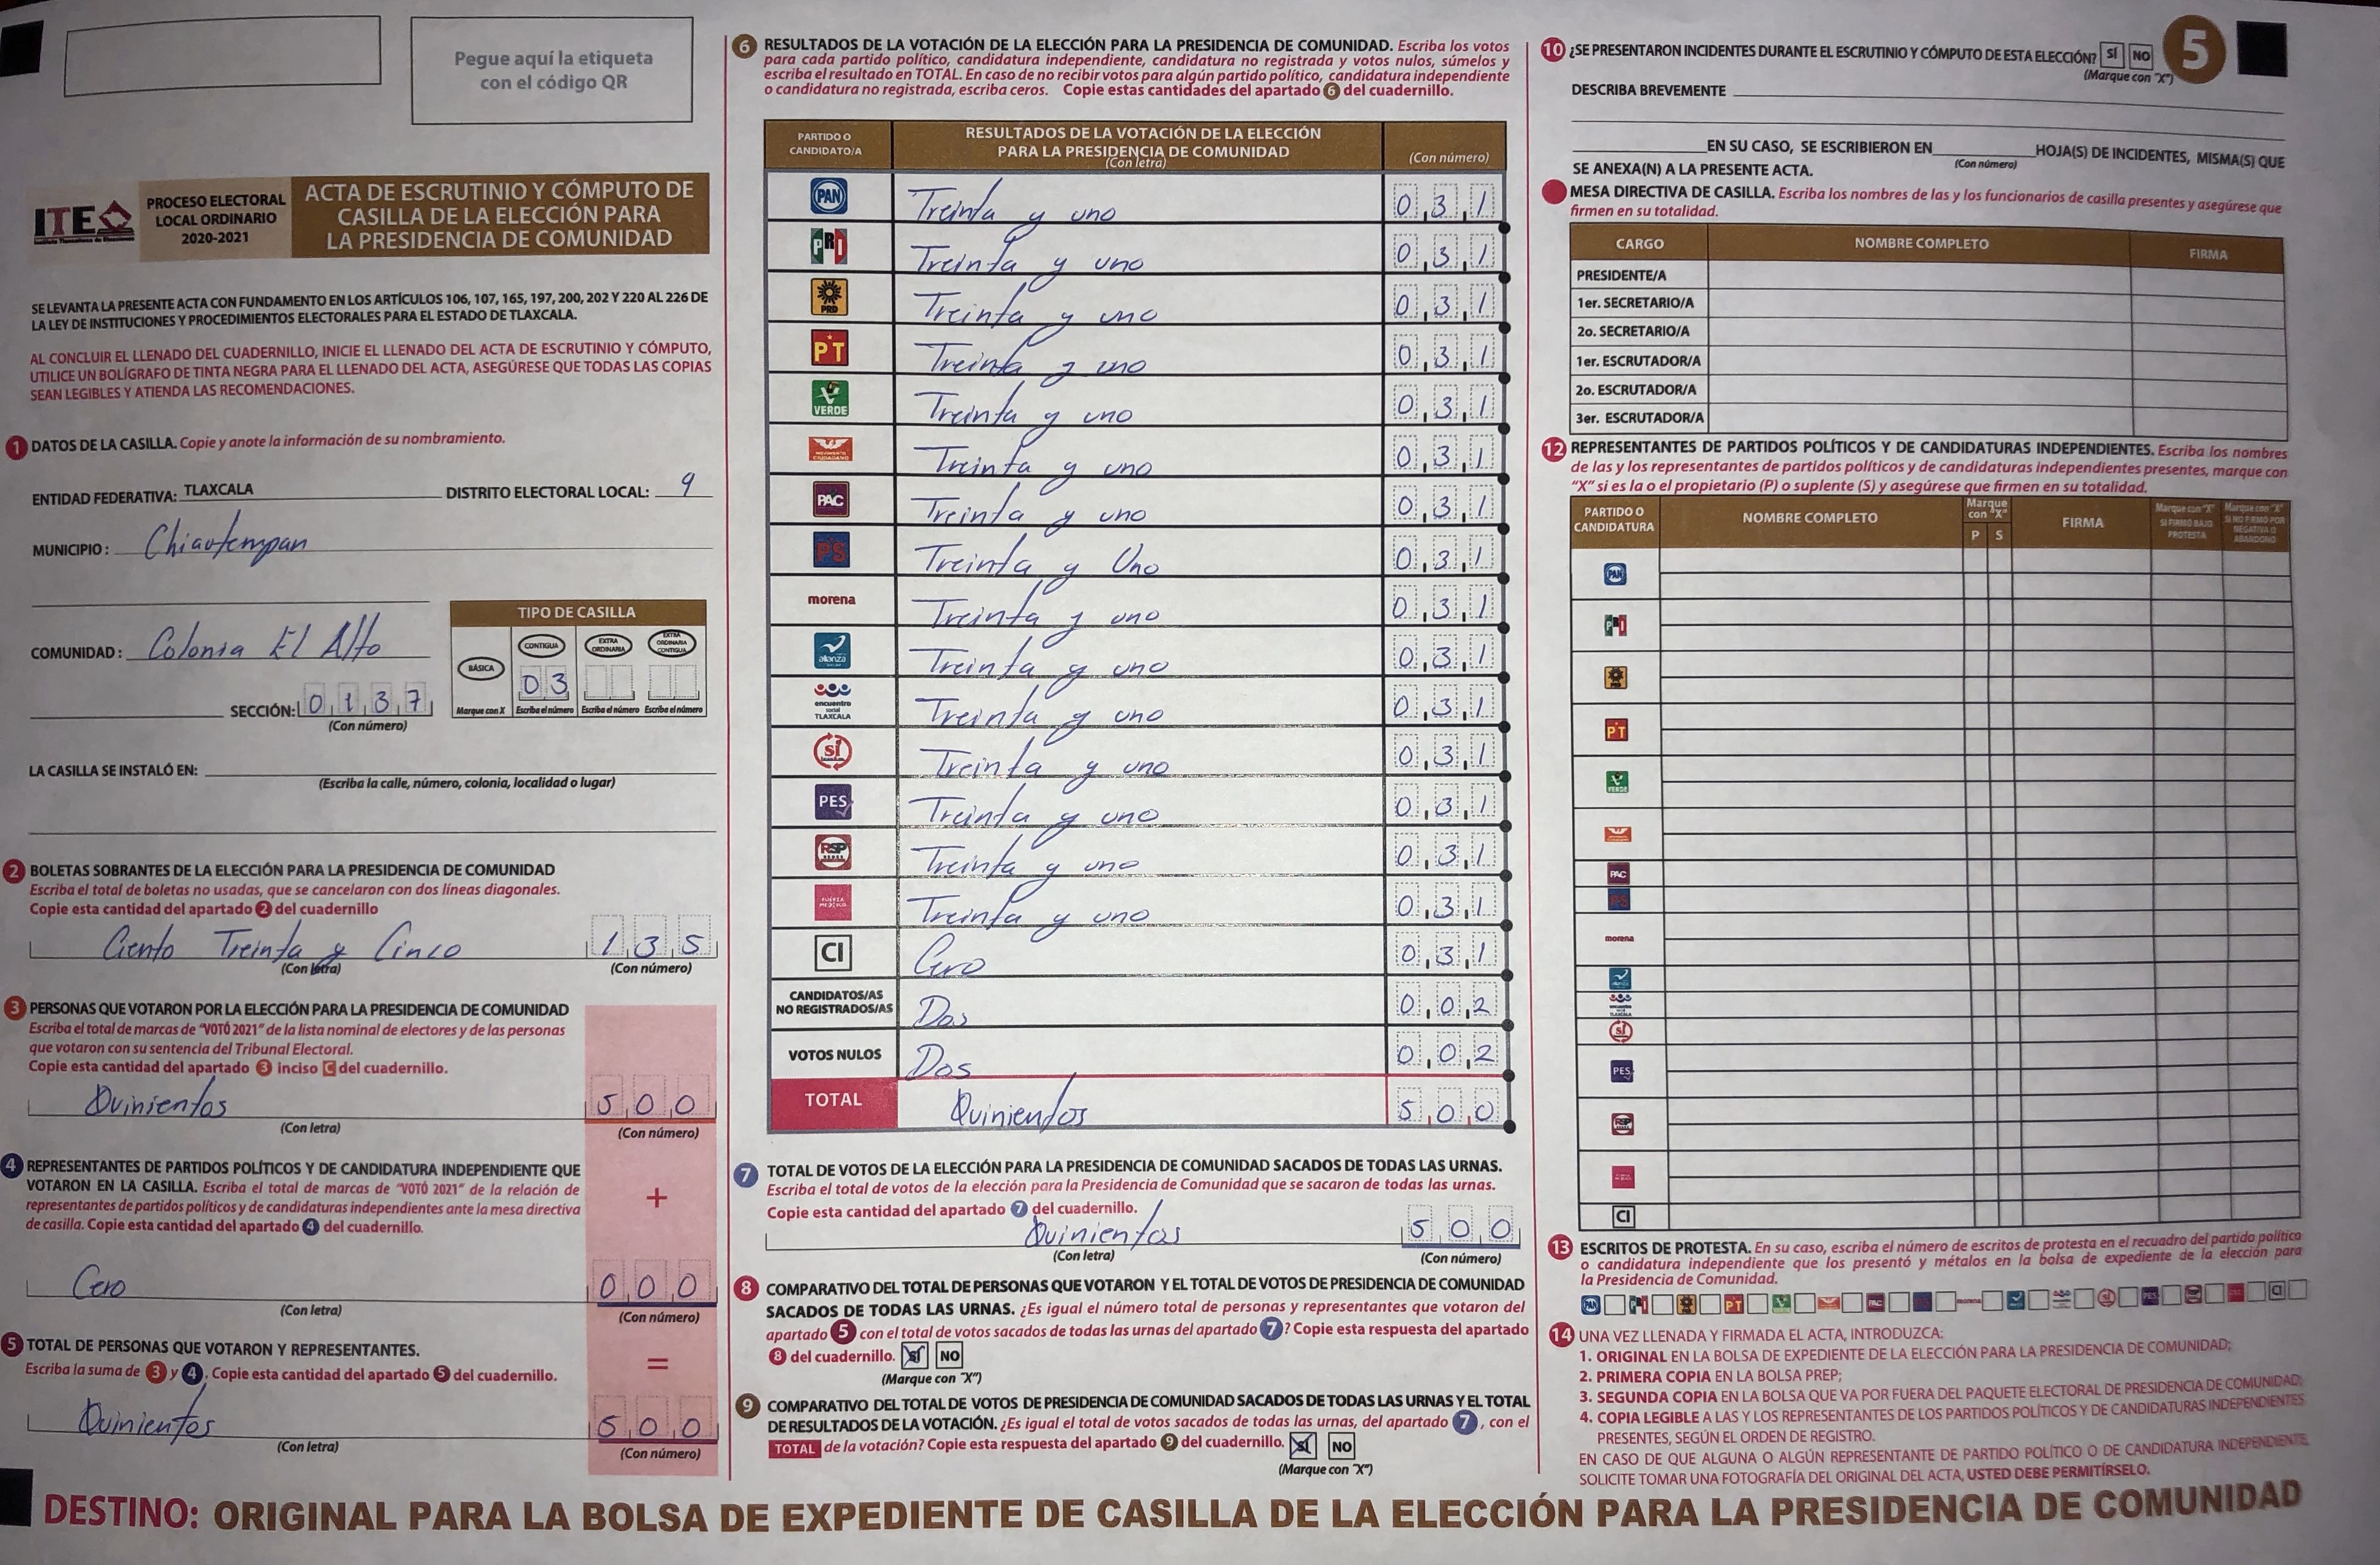 Pegue aquí la etiqueta
con el código QR
ITE
PROCESO ELECTORAL
LOCAL ORDINARIO
2020-2021
ACTA DE ESCRUTINIO Y CÓMPUTO DE
CASILLA DE LA ELECCIÓN PARA
LA PRESIDENCIA DE COMUNIDAD
SE LEVANTA LA PRESENTE ACTA CON FUNDAMENTO EN LOS ARTÍCULOS 106, 107, 165, 197, 200, 202 Y 220 AL 226 DE
LA LEY DE INSTITUCIONES Y PROCEDIMIENTOS ELECTORALES PARA EL ESTADO DE TLAXCALA.
AL CONCLUIR EL LLENADO DEL CUADERNILLO, INICIE EL LLENADO DEL ACTA DE ESCRUTINIO Y CÓMPUTO,
UTILICE UN BOLÍGRAFO DE TINTA NEGRA PARA EL LLENADO DEL ACTA, ASEGÚRESE QUE TODAS LAS COPIAS
SEAN LEGIBLES Y ATIENDA LAS RECOMENDACIONES.
1 DATOS DE LA CASILLA. Copie y anote la información de su nombramiento.
ENTIDAD FEDERATIVA: TLAXCALA DISTRITO ELECTORAL LOCAL: 9
MUNICIPIO: Chiautempan
COMUNIDAD: Colonia El Alto
SECCIÓN: 0 1 3 7
(Con número)
TIPO DE CASILLA
BÁSICA CONTIGUA EXTRA ORDINARIA EXTRA ORDINARIA CONTIGUA
0 3
Marque con X Escriba el número Escriba el número Escriba el número
LA CASILLA SE INSTALÓ EN:
(Escriba la calle, número, colonia, localidad o lugar)
2 BOLETAS SOBRANTES DE LA ELECCIÓN PARA LA PRESIDENCIA DE COMUNIDAD
Escriba el total de boletas no usadas, que se cancelaron con dos líneas diagonales.
Copie esta cantidad del apartado 2 del cuadernillo
Ciento Treinta y Cinco 1 3 5
(Con letra) (Con número)
3 PERSONAS QUE VOTARON POR LA ELECCIÓN PARA LA PRESIDENCIA DE COMUNIDAD
Escriba el total de marcas de "VOTÓ 2021" de la lista nominal de electores y de las personas
que votaron con su sentencia del Tribunal Electoral.
Copie esta cantidad del apartado 3 inciso C del cuadernillo.
Quinientos 5 0 0
(Con letra) (Con número)
4 REPRESENTANTES DE PARTIDOS POLÍTICOS Y DE CANDIDATURA INDEPENDIENTE QUE
VOTARON EN LA CASILLA. Escriba el total de marcas de "VOTÓ 2021" de la relación de
representantes de partidos políticos y de candidaturas independientes ante la mesa directiva
de casilla. Copie esta cantidad del apartado 4 del cuadernillo.
+
Cero 0 0 0
(Con letra) (Con número)
5 TOTAL DE PERSONAS QUE VOTARON Y REPRESENTANTES.
Escriba la suma de 3 y 4. Copie esta cantidad del apartado 5 del cuadernillo.
=
Quinientos 5 0 0
(Con letra) (Con número)
6 RESULTADOS DE LA VOTACIÓN DE LA ELECCIÓN PARA LA PRESIDENCIA DE COMUNIDAD. Escriba los votos
para cada partido político, candidatura independiente, candidatura no registrada y votos nulos, súmelos y
escriba el resultado en TOTAL. En caso de no recibir votos para algún partido político, candidatura independiente
o candidatura no registrada, escriba ceros. Copie estas cantidades del apartado 6 del cuadernillo.
PARTIDO O CANDIDATO/A
RESULTADOS DE LA VOTACIÓN DE LA ELECCIÓN
PARA LA PRESIDENCIA DE COMUNIDAD
(Con letra) (Con número)
PAN Treinta y uno 0 3 1
PRI Treinta y uno 0 3 1
PRD Treinta y uno 0 3 1
PT Treinta y uno 0 3 1
VERDE Treinta y uno 0 3 1
MOVIMIENTO CIUDADANO Treinta y uno 0 3 1
PAC Treinta y uno 0 3 1
PS Treinta y Uno 0 3 1
morena Treinta y uno 0 3 1
alianza Treinta y uno 0 3 1
encuentro social TLAXCALA Treinta y uno 0 3 1
sí Treinta y uno 0 3 1
PES Treinta y uno 0 3 1
RSP Treinta y uno 0 3 1
FUERZA MÉXICO Treinta y uno 0 3 1
CI Cero 0 3 1
CANDIDATOS/AS
NO REGISTRADOS/AS Dos 0 0 2
VOTOS NULOS Dos 0 0 2
TOTAL Quinientos 5 0 0
7 TOTAL DE VOTOS DE LA ELECCIÓN PARA LA PRESIDENCIA DE COMUNIDAD SACADOS DE TODAS LAS URNAS.
Escriba el total de votos de la elección para la Presidencia de Comunidad que se sacaron de todas las urnas.
Copie esta cantidad del apartado 7 del cuadernillo.
Quinientos 5 0 0
(Con letra) (Con número)
8 COMPARATIVO DEL TOTAL DE PERSONAS QUE VOTARON Y EL TOTAL DE VOTOS DE PRESIDENCIA DE COMUNIDAD
SACADOS DE TODAS LAS URNAS. ¿Es igual el número total de personas y representantes que votaron del
apartado 5 con el total de votos sacados de todas las urnas del apartado 7? Copie esta respuesta del apartado
8 del cuadernillo. SÍ NO
(Marque con "X")
9 COMPARATIVO DEL TOTAL DE VOTOS DE PRESIDENCIA DE COMUNIDAD SACADOS DE TODAS LAS URNAS Y EL TOTAL
DE RESULTADOS DE LA VOTACIÓN. ¿Es igual el total de votos sacados de todas las urnas, del apartado 7, con el
TOTAL de la votación? Copie esta respuesta del apartado 9 del cuadernillo. SÍ NO
(Marque con "X")
10 ¿SE PRESENTARON INCIDENTES DURANTE EL ESCRUTINIO Y CÓMPUTO DE ESTA ELECCIÓN? SÍ NO
(Marque con "X")
5
DESCRIBA BREVEMENTE
EN SU CASO, SE ESCRIBIERON EN HOJA(S) DE INCIDENTES, MISMA(S) QUE
(Con número)
SE ANEXA(N) A LA PRESENTE ACTA.
MESA DIRECTIVA DE CASILLA. Escriba los nombres de las y los funcionarios de casilla presentes y asegúrese que
firmen en su totalidad.
CARGO NOMBRE COMPLETO FIRMA
PRESIDENTE/A
1er. SECRETARIO/A
2o. SECRETARIO/A
1er. ESCRUTADOR/A
2o. ESCRUTADOR/A
3er. ESCRUTADOR/A
12 REPRESENTANTES DE PARTIDOS POLÍTICOS Y DE CANDIDATURAS INDEPENDIENTES. Escriba los nombres
de las y los representantes de partidos políticos y de candidaturas independientes presentes, marque con
"X" si es la o el propietario (P) o suplente (S) y asegúrese que firmen en su totalidad.
PARTIDO O CANDIDATURA NOMBRE COMPLETO Marque con "X" P S FIRMA Marque con "X" SI FIRMÓ BAJO PROTESTA Marque con "X" SI NO FIRMÓ POR NEGATIVA O ABANDONO
PAN
PRI
PRD
PT
VERDE
PAC
PS
morena
sí
PES
RSP
CI
13 ESCRITOS DE PROTESTA. En su caso, escriba el número de escritos de protesta en el recuadro del partido político
o candidatura independiente que los presentó y métalos en la bolsa de expediente de la elección para
la Presidencia de Comunidad.
14 UNA VEZ LLENADA Y FIRMADA EL ACTA, INTRODUZCA:
1. ORIGINAL EN LA BOLSA DE EXPEDIENTE DE LA ELECCIÓN PARA LA PRESIDENCIA DE COMUNIDAD;
2. PRIMERA COPIA EN LA BOLSA PREP;
3. SEGUNDA COPIA EN LA BOLSA QUE VA POR FUERA DEL PAQUETE ELECTORAL DE PRESIDENCIA DE COMUNIDAD;
4. COPIA LEGIBLE A LAS Y LOS REPRESENTANTES DE LOS PARTIDOS POLÍTICOS Y DE CANDIDATURAS INDEPENDIENTES
PRESENTES, SEGÚN EL ORDEN DE REGISTRO.
EN CASO DE QUE ALGUNA O ALGÚN REPRESENTANTE DE PARTIDO POLÍTICO O DE CANDIDATURA INDEPENDIENTE
SOLICITE TOMAR UNA FOTOGRAFÍA DEL ORIGINAL DEL ACTA, USTED DEBE PERMITÍRSELO.
DESTINO: ORIGINAL PARA LA BOLSA DE EXPEDIENTE DE CASILLA DE LA ELECCIÓN PARA LA PRESIDENCIA DE COMUNIDAD